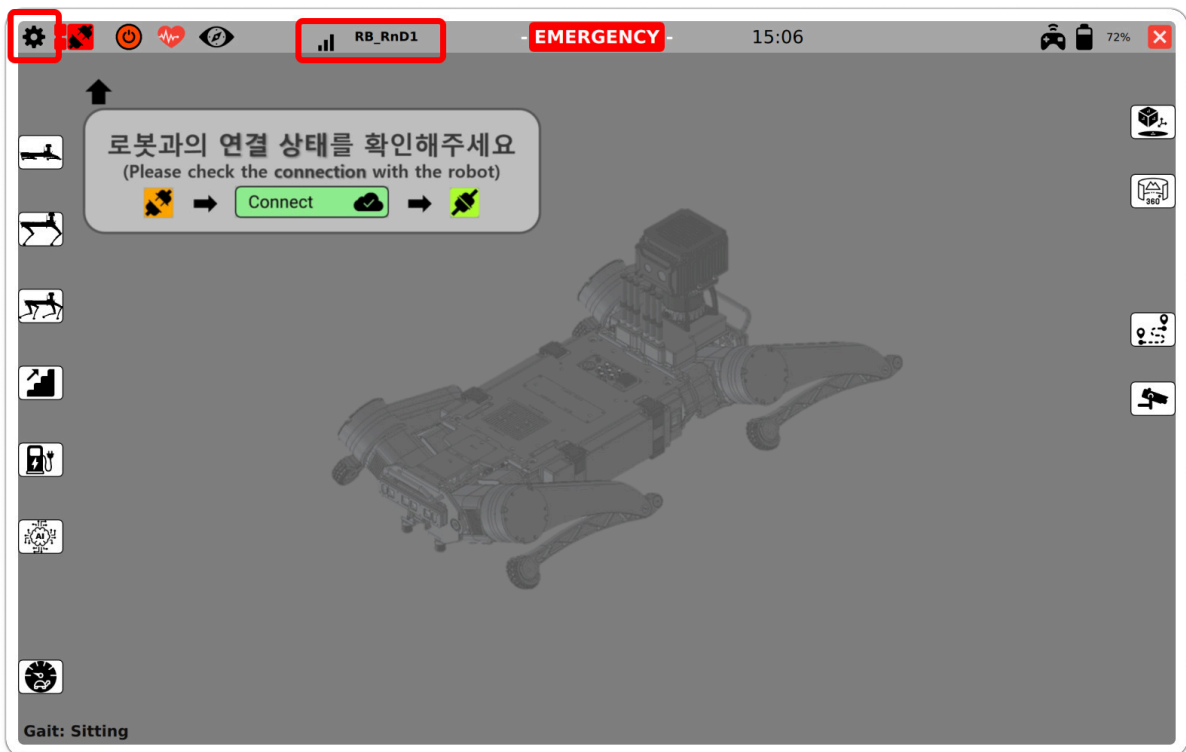 RB_RnD1
- EMERGENCY -
15:06
72%
로봇과의 연결 상태를 확인해주세요
(Please check the connection with the robot)
Connect
360°
AI
Gait: Sitting